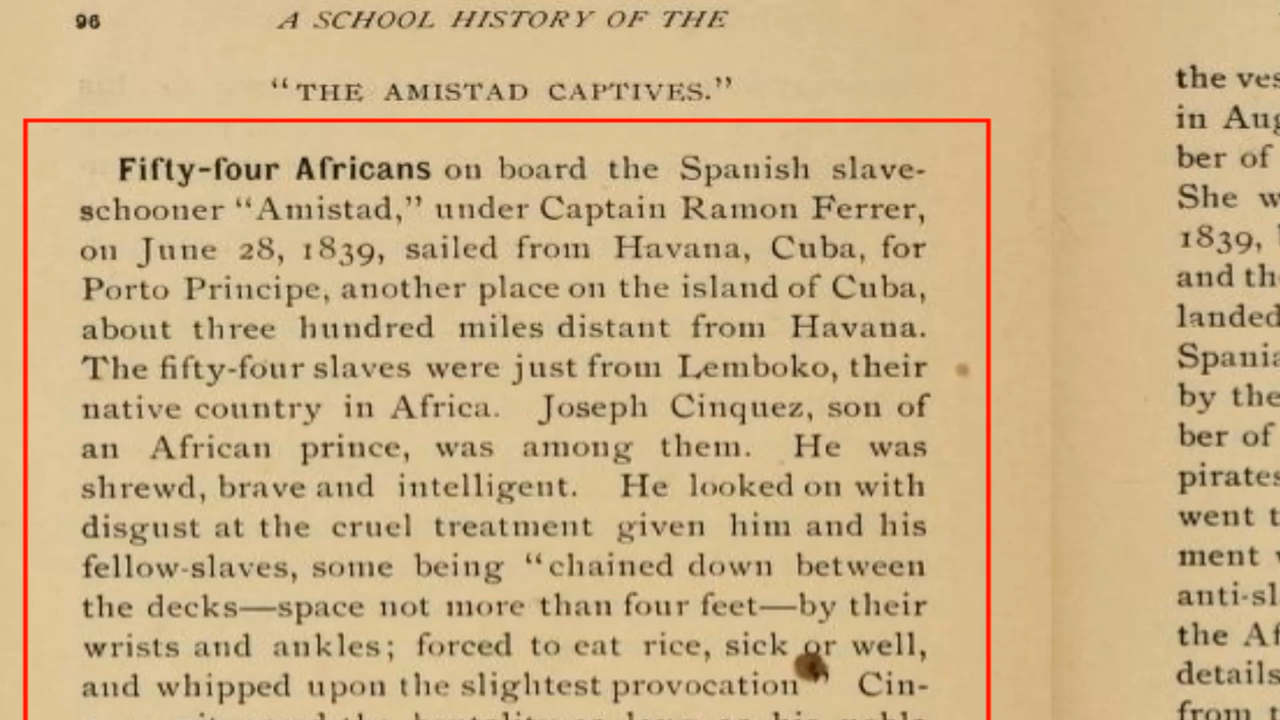 96
A SCHOOL HISTORY OF THE
“THE AMISTAD CAPTIVES.”
Fifty-four Africans on board the Spanish slave-
schooner “Amistad,” under Captain Ramon Ferrer,
on June 28, 1839, sailed from Havana, Cuba, for
Porto Principe, another place on the island of Cuba,
about three hundred miles distant from Havana.
The fifty-four slaves were just from Lemboko, their
native country in Africa. Joseph Cinquez, son of
an African prince, was among them. He was
shrewd, brave and intelligent. He looked on with
disgust at the cruel treatment given him and his
fellow-slaves, some being “chained down between
the decks—space not more than four feet—by their
wrists and ankles; forced to eat rice, sick or well,
and whipped upon the slightest provocation” Cin-
the ves
in Aug
ber of
She w
1839,
and th
landed
Spania
by the
ber of
pirates
went t
ment
anti-sl
the Af
details
from t